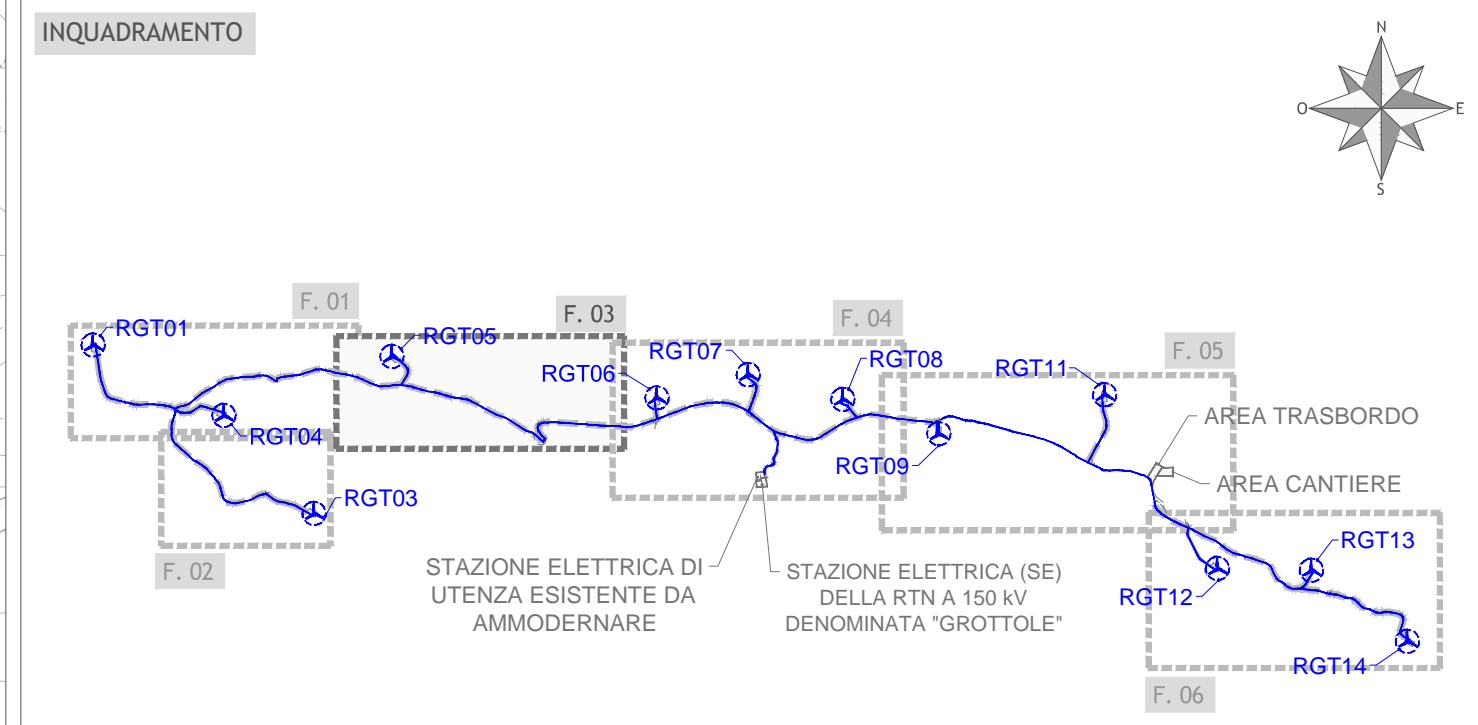 INQUADRAMENTO
N
O
E
S
F. 01
F. 03
F. 04
F. 05
RGT01
RGT05
RGT07
RGT06
RGT08
RGT11
RGT04
RGT09
AREA TRASBORDO
AREA CANTIERE
RGT03
F. 02
STAZIONE ELETTRICA DI
UTENZA ESISTENTE DA
AMMODERNARE
STAZIONE ELETTRICA (SE)
DELLA RTN A 150 kV
DENOMINATA "GROTTOLE"
RGT13
RGT12
RGT14
F. 06